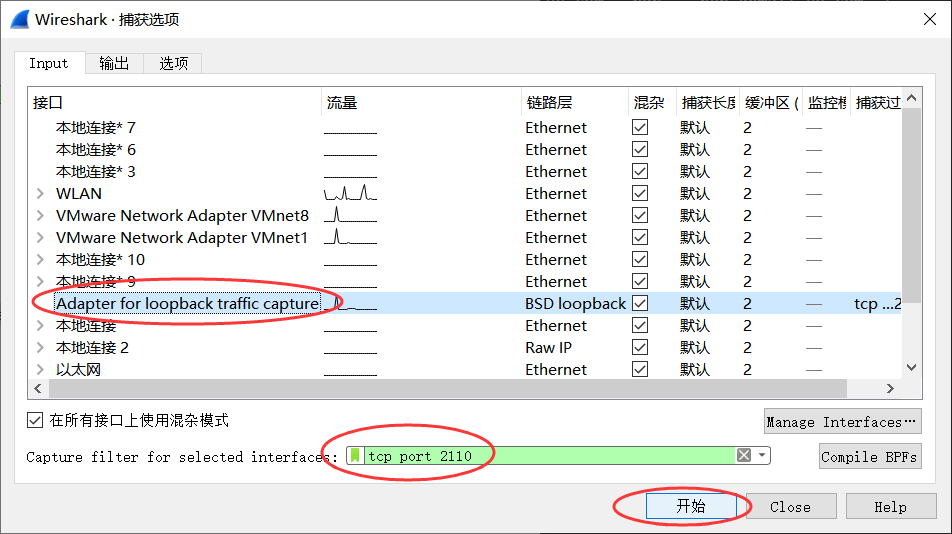 Wireshark · 捕获选项
Input 输出 选项
接口 流量 链路层 混杂 捕获长度 缓冲区 ( 监控模 捕获过
本地连接* 7 Ethernet 默认 2 —
本地连接* 6 Ethernet 默认 2 —
本地连接* 3 Ethernet 默认 2 —
WLAN Ethernet 默认 2 —
VMware Network Adapter VMnet8 Ethernet 默认 2 —
VMware Network Adapter VMnet1 Ethernet 默认 2 —
本地连接* 10 Ethernet 默认 2 —
本地连接* 9 Ethernet 默认 2 —
Adapter for loopback traffic capture BSD loopback 默认 2 — tcp ...2
本地连接 Ethernet 默认 2 —
本地连接 2 Raw IP 默认 2 —
以太网 Ethernet 默认 2 —
在所有接口上使用混杂模式 Manage Interfaces…
Capture filter for selected interfaces: tcp port 2110 Compile BPFs
开始 Close Help